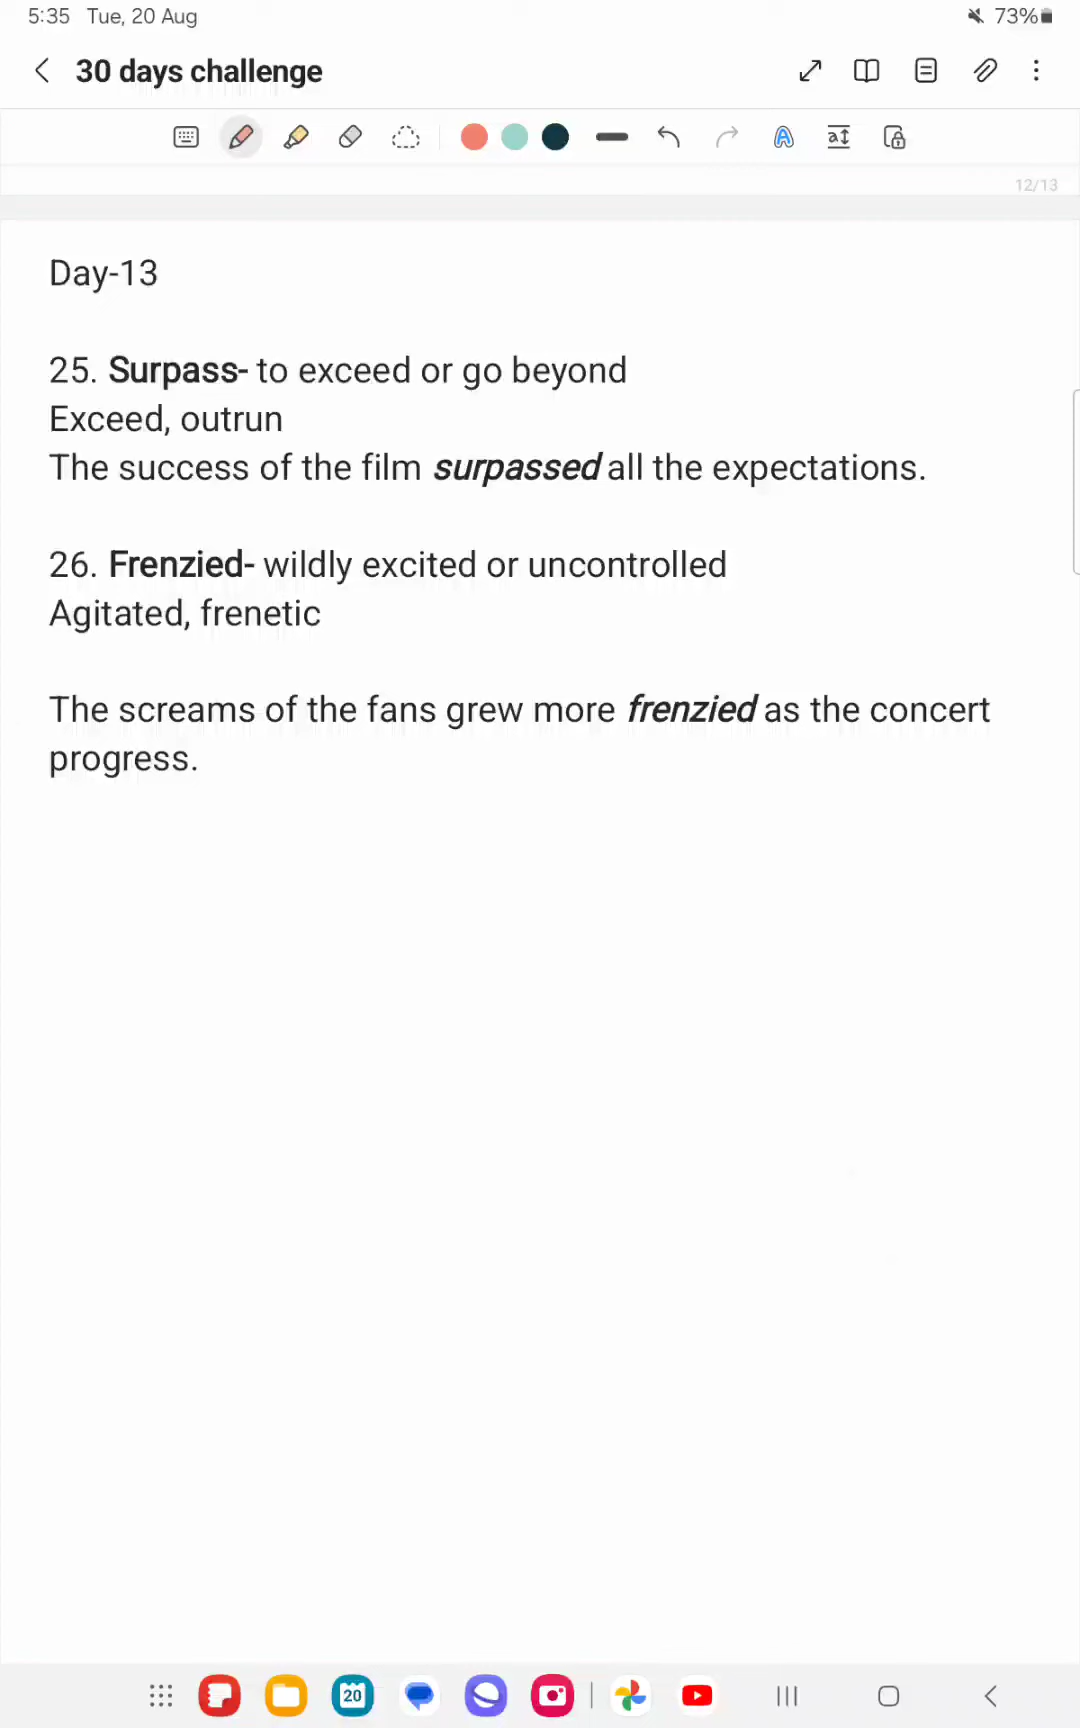 5:35 Tue, 20 Aug 73%
30 days challenge
12/13
Day-13
25. Surpass- to exceed or go beyond
Exceed, outrun
The success of the film surpassed all the expectations.
26. Frenzied- wildly excited or uncontrolled
Agitated, frenetic
The screams of the fans grew more frenzied as the concert
progress.
20